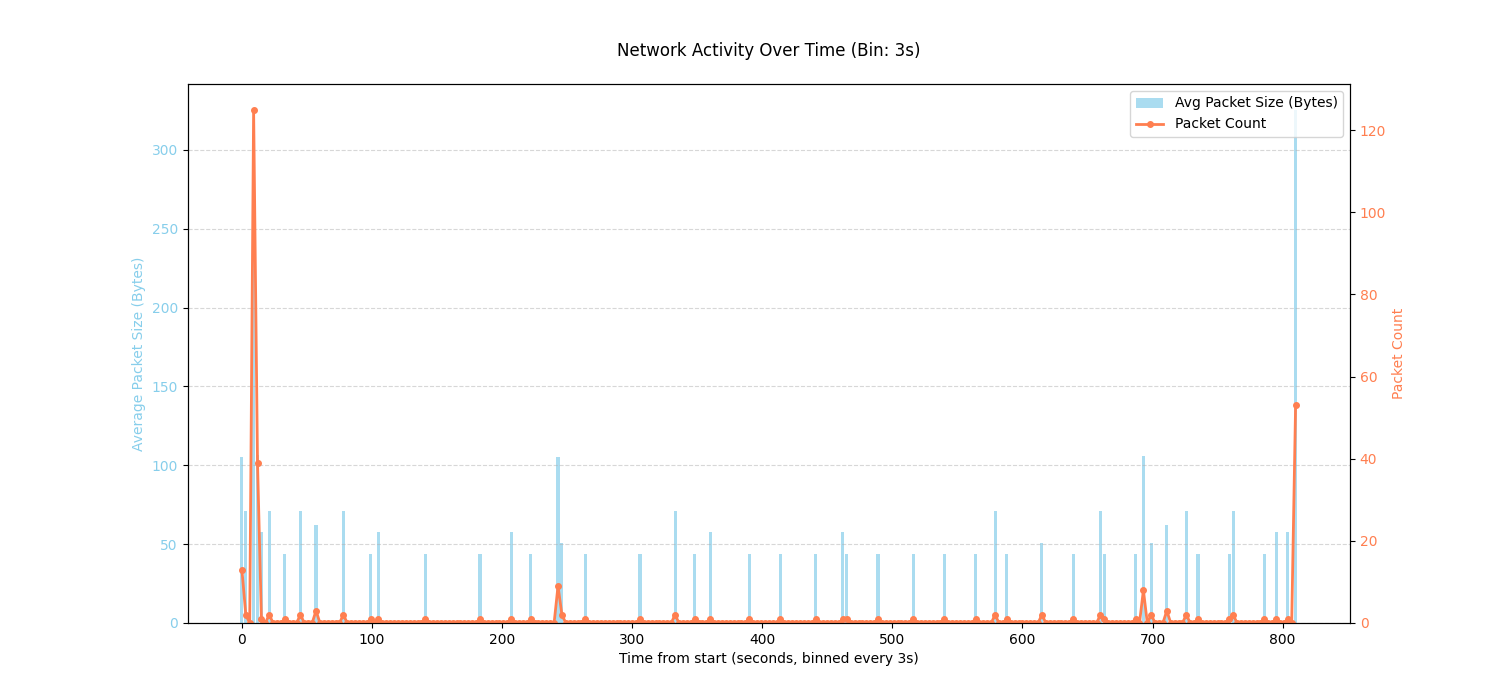 Network Activity Over Time (Bin: 3s)
Avg Packet Size (Bytes)
Packet Count
Average Packet Size (Bytes)
300
250
200
150
100
50
0
120
100
80
60
40
20
0
Packet Count
0 100 200 300 400 500 600 700 800
Time from start (seconds, binned every 3s)